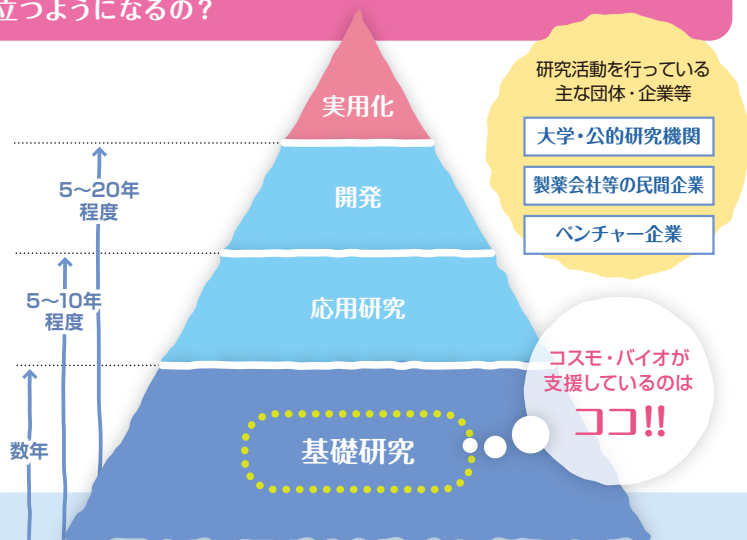 立つようになるの？
研究活動を行っている
主な団体・企業等
大学・公的研究機関
製薬会社等の民間企業
ベンチャー企業
実用化
5〜20年
程度
開発
5〜10年
程度
応用研究
コスモ・バイオが
支援しているのは
ココ!!
数年
基礎研究